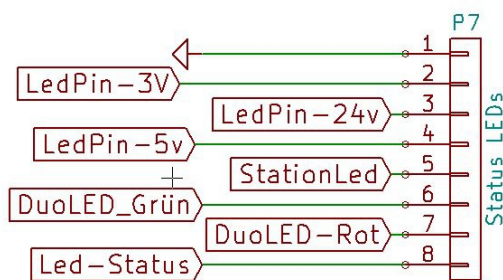 P7
1
LedPin-3V 2
LedPin-24v 3
LedPin-5v 4
StationLed 5
DuoLED_Grün 6
DuoLED-Rot 7
Led-Status 8
Status LEDs